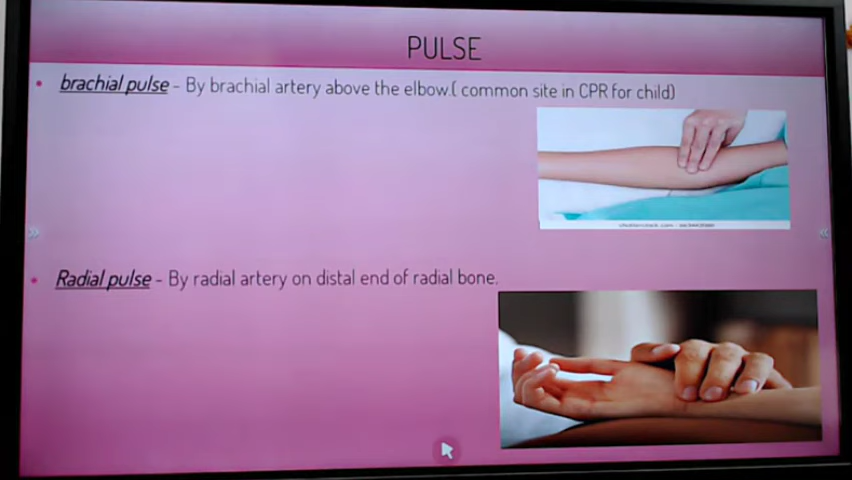 PULSE
• brachial pulse - By brachial artery above the elbow.( common site in CPR for child)
• Radial pulse - By radial artery on distal end of radial bone.